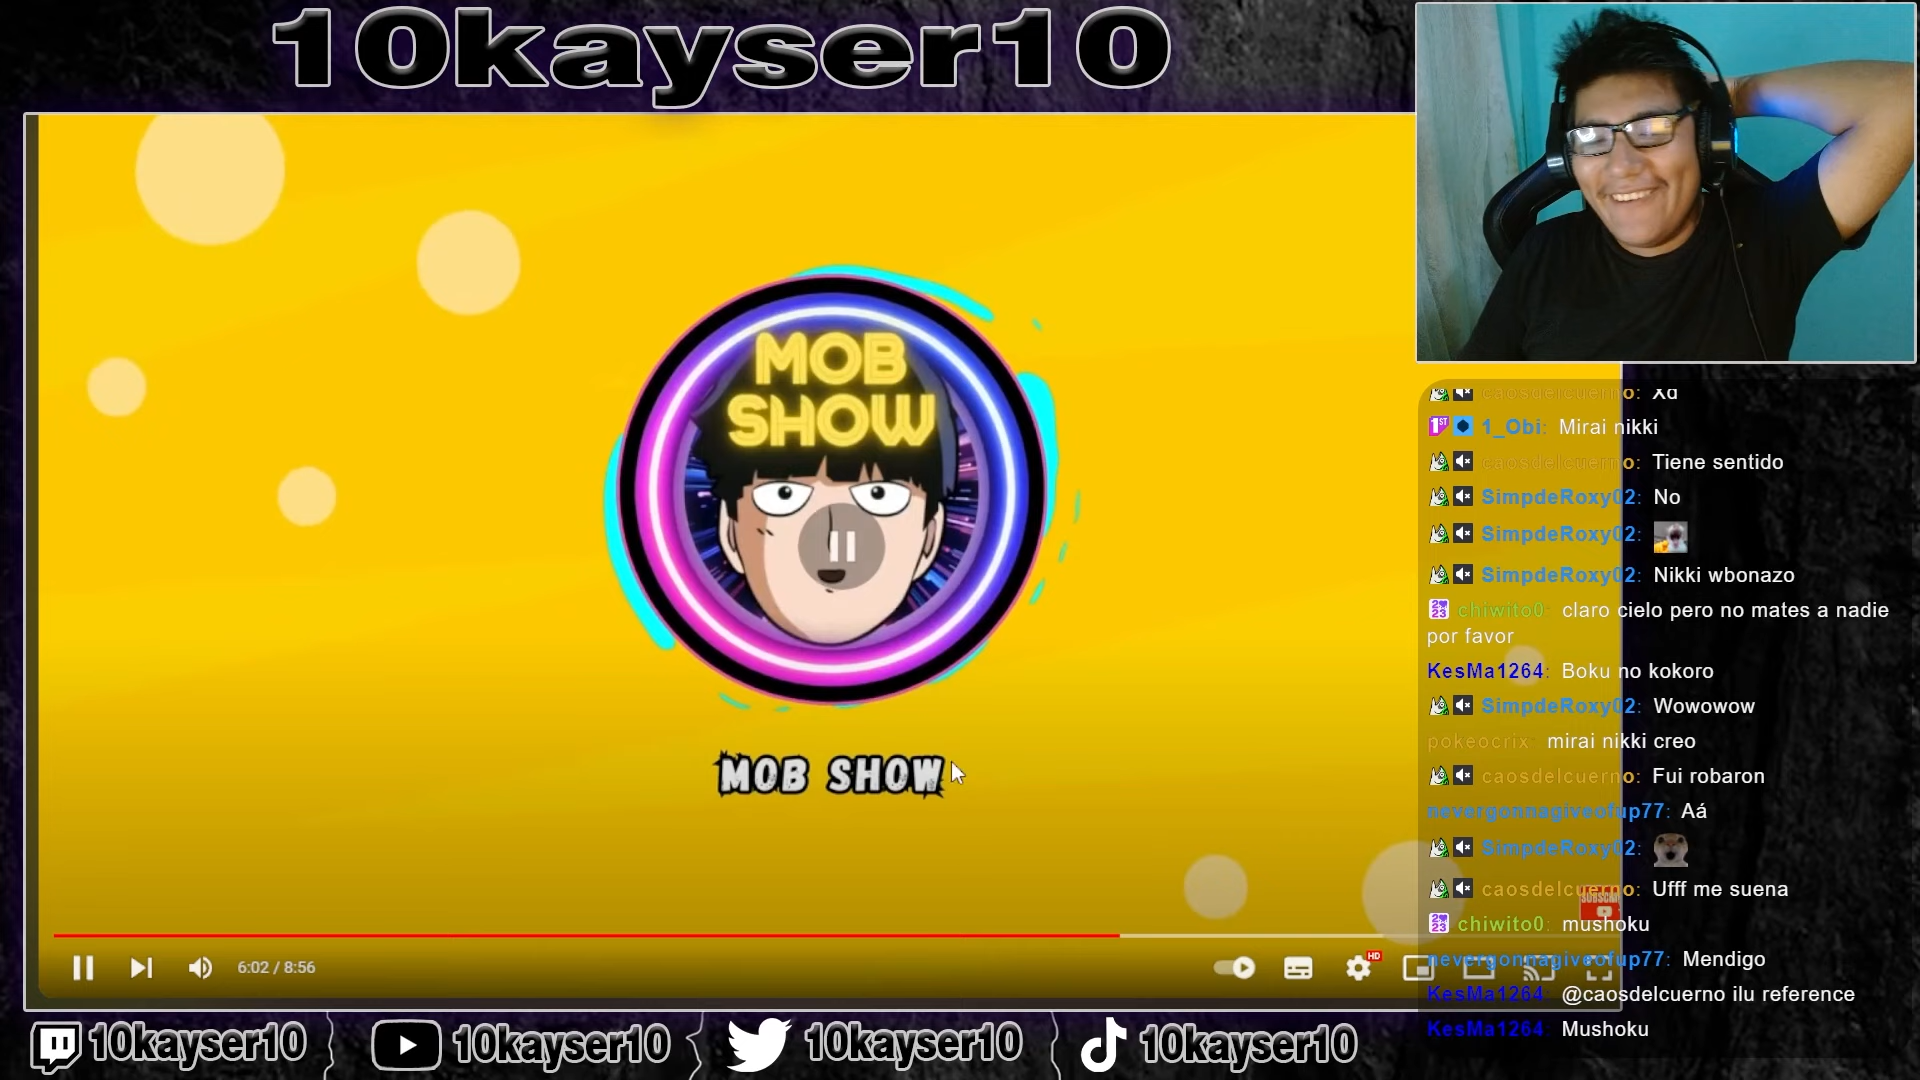 10kayser10
MOB
SHOW
MOB SHOW
6:02 / 8:56
HD
caosdelcuerno: Xd
1_Obi: Mirai nikki
caosdelcuerno: Tiene sentido
SimpdeRoxy02: No
SimpdeRoxy02:
SimpdeRoxy02: Nikki wbonazo
chiwito0: claro cielo pero no mates a nadie
por favor
KesMa1264: Boku no kokoro
SimpdeRoxy02: Wowowow
pokeocrix: mirai nikki creo
caosdelcuerno: Fui robaron
nevergonnagiveofup77: Aá
SimpdeRoxy02:
caosdelcuerno: Ufff me suena
chiwito0: mushoku
nevergonnagiveofup77: Mendigo
KesMa1264: @caosdelcuerno ilu reference
KesMa1264: Mushoku
10kayser10
10kayser10
10kayser10
10kayser10